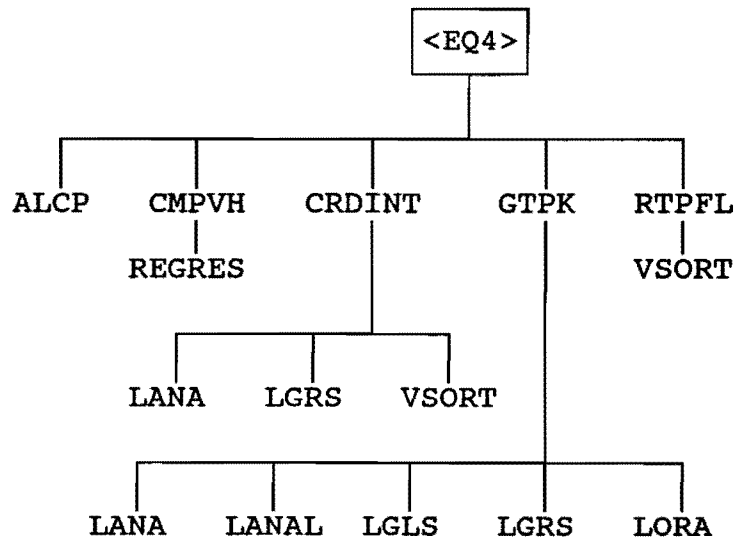 <EQ4>
ALCP CMPVH CRDINT GTPK RTPFL
REGRES VSORT
LANA LGRS VSORT
LANA LANAL LGLS LGRS LORA